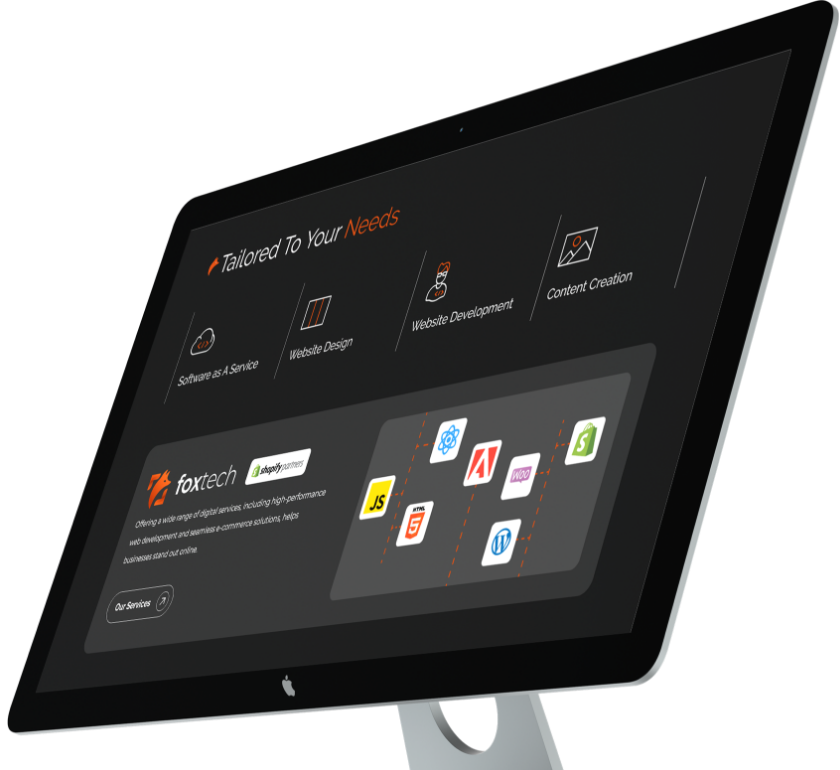 Tailored To Your Needs
Software as A Service
Website Design
Website Development
Content Creation
foxtech
shopify partners
Offering a wide range of digital services, including high-performance
web development and seamless e-commerce solutions, helps
businesses stand out online.
Our Services
JS
HTML
5
Woo